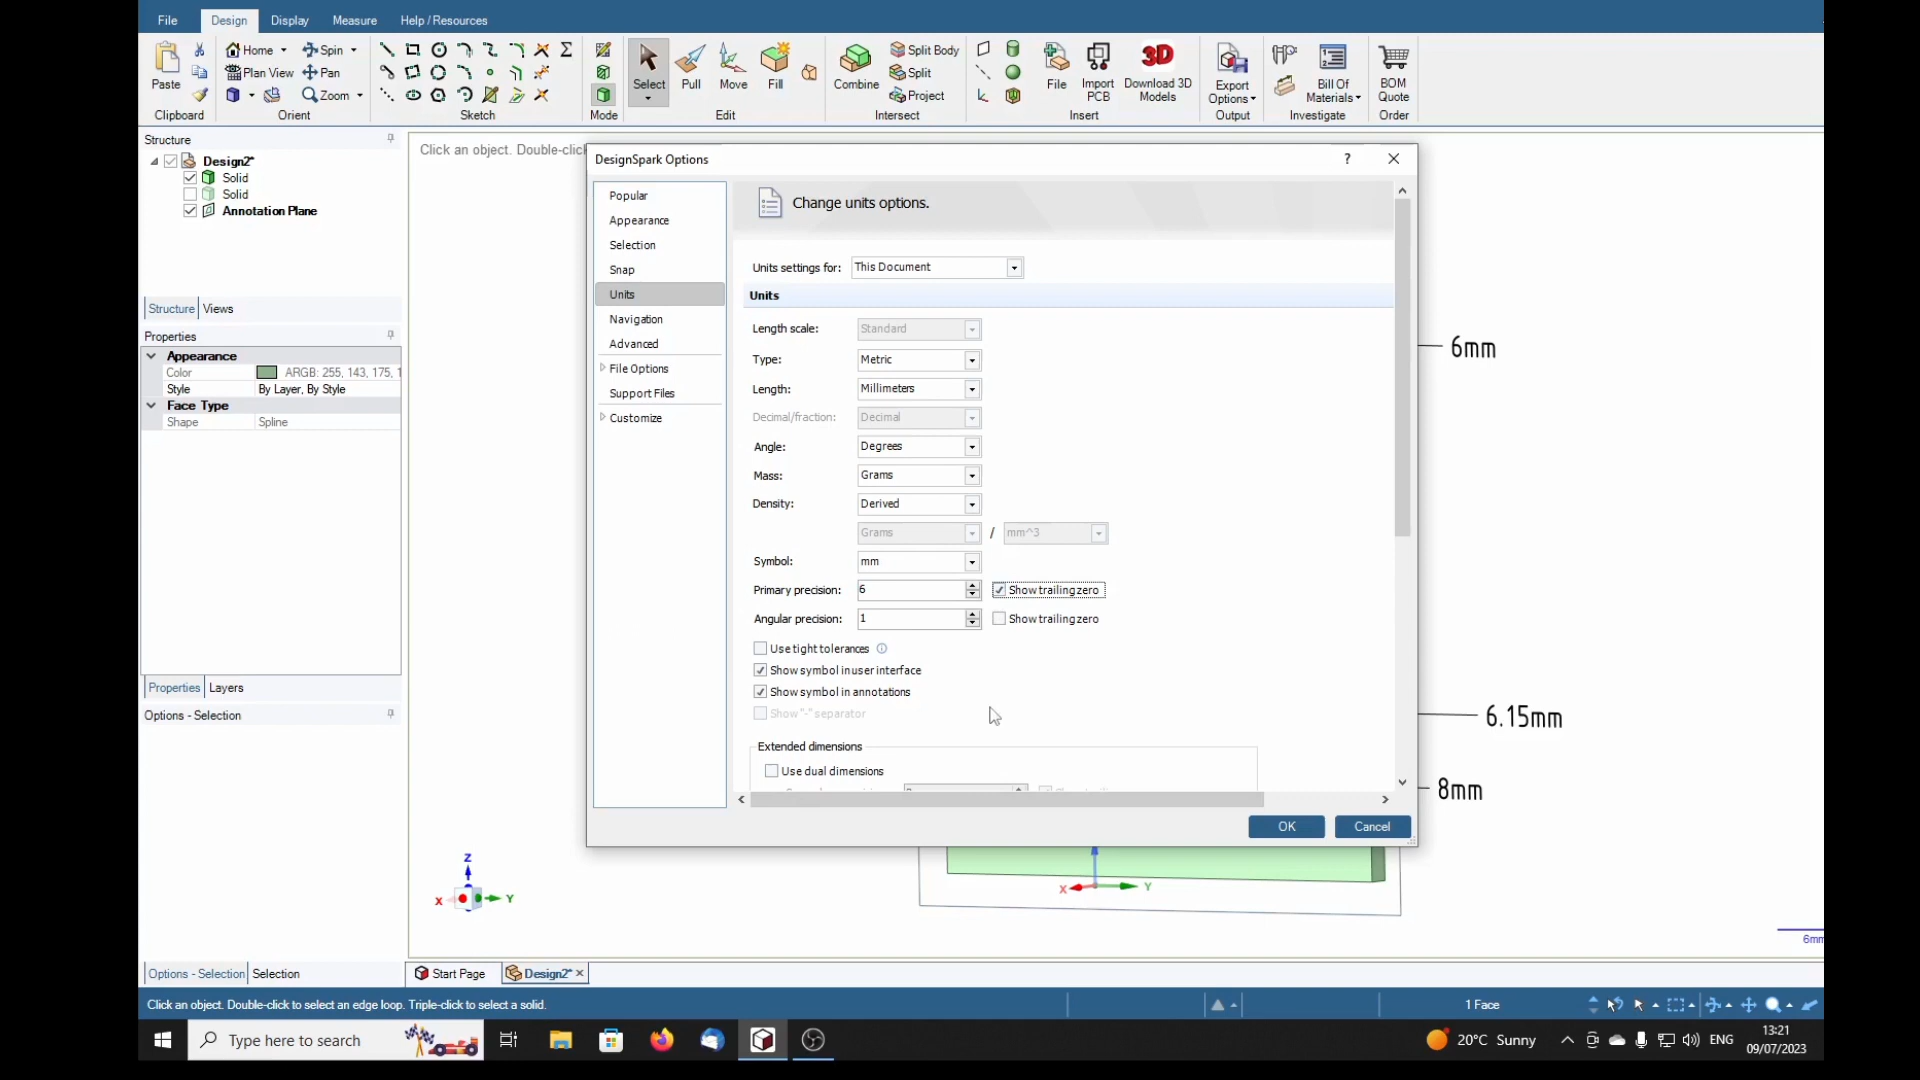 File Design Display Measure Help / Resources
Paste
Clipboard
Home Spin
Plan View Pan
Zoom
Orient
Sketch
Mode
Select Pull Move Fill
Edit
Combine
Split Body
Split
Project
Intersect
File
Import PCB
Download 3D Models
Insert
Export Options
Output
Bill Of Materials
Investigate
BOM Quote
Order
3D
Structure
Design2*
Solid
Solid
Annotation Plane
Structure Views
Properties
Appearance
Color ARGB: 255, 143, 175, 1
Style By Layer, By Style
Face Type
Shape Spline
Properties Layers
Options - Selection
Options - Selection Selection
Click an object. Double-clic
DesignSpark Options ?
Popular
Appearance
Selection
Snap
Units
Navigation
Advanced
File Options
Support Files
Customize
Change units options.
Units settings for: This Document
Units
Length scale: Standard
Type: Metric
Length: Millimeters
Decimal/fraction: Decimal
Angle: Degrees
Mass: Grams
Density: Derived
Grams / mm^3
Symbol: mm
Primary precision: 6 Show trailing zero
Angular precision: 1 Show trailing zero
Use tight tolerances
Show symbol in user interface
Show symbol in annotations
Show "-" separator
Extended dimensions
Use dual dimensions
OK Cancel
6mm
6.15mm
8mm
X Y
Z
X Y
6mm
Start Page Design2*
Click an object. Double-click to select an edge loop. Triple-click to select a solid. 1 Face
Type here to search
20°C Sunny ENG
13:21
09/07/2023